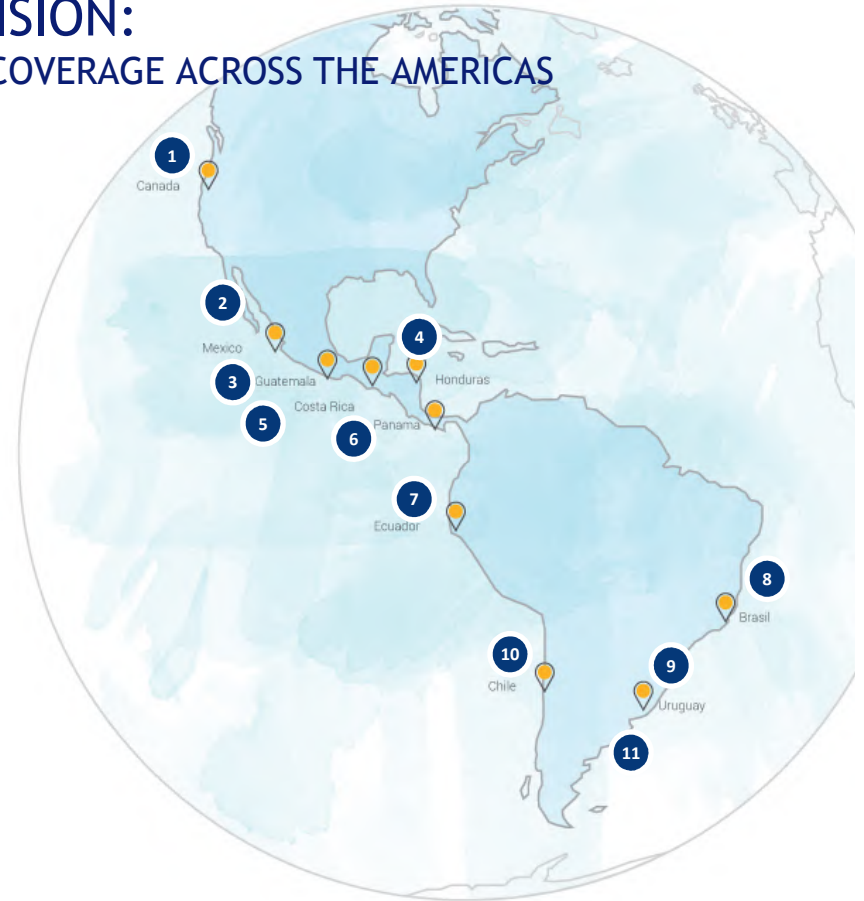 ISION:
COVERAGE ACROSS THE AMERICAS
1
Canada
2
Mexico
4
3
Guatemala
Honduras
Costa Rica
5
Panama
6
7
Ecuador
8
Brasil
10
Chile
9
Uruguay
11